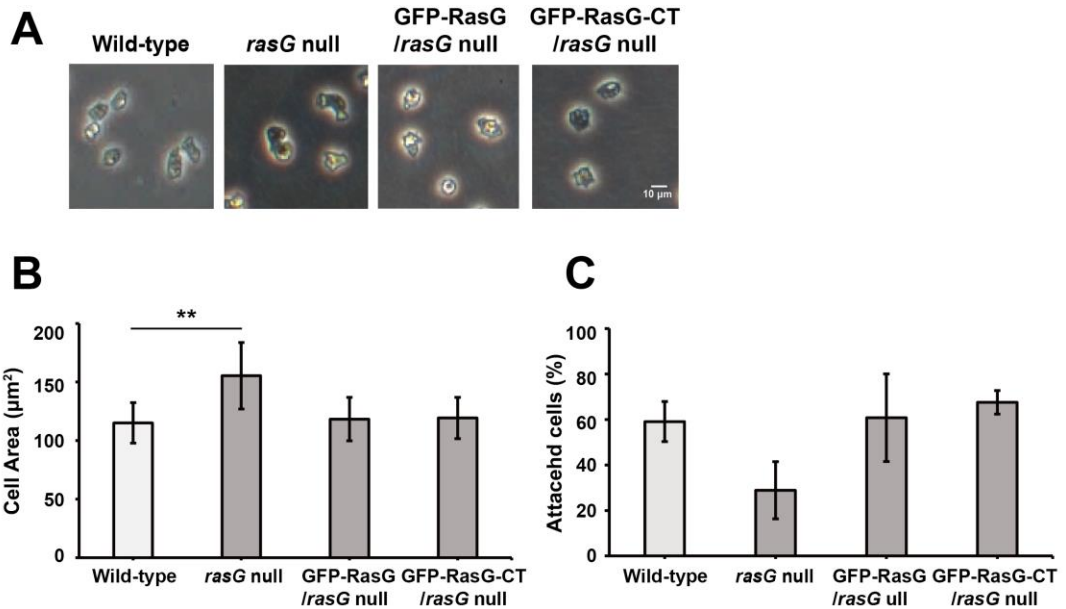 A
Wild-type
rasG null
GFP-RasG
/rasG null
GFP-RasG-CT
/rasG null
10 µm
B
Cell Area (µm²)
200
150
100
50
0
**
Wild-type
rasG null
GFP-RasG
/rasG null
GFP-RasG-CT
/rasG null
C
Attacehd cells (%)
100
80
60
40
20
0
Wild-type
rasG null
GFP-RasG
/rasG ull
GFP-RasG-CT
/rasG null